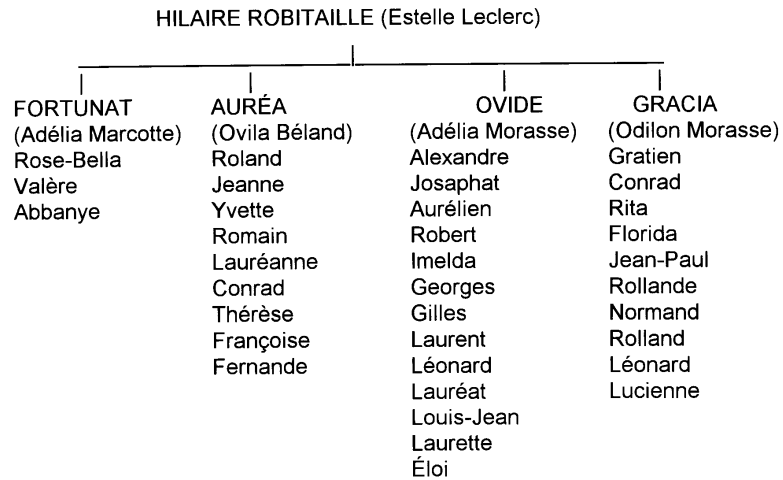 HILAIRE ROBITAILLE (Estelle Leclerc)
FORTUNAT
(Adélia Marcotte)
Rose-Bella
Valère
Abbanye
AURÉA
(Ovila Béland)
Roland
Jeanne
Yvette
Romain
Lauréanne
Conrad
Thérèse
Françoise
Fernande
OVIDE
(Adélia Morasse)
Alexandre
Josaphat
Aurélien
Robert
Imelda
Georges
Gilles
Laurent
Léonard
Lauréat
Louis-Jean
Laurette
Éloi
GRACIA
(Odilon Morasse)
Gratien
Conrad
Rita
Florida
Jean-Paul
Rollande
Normand
Rolland
Léonard
Lucienne